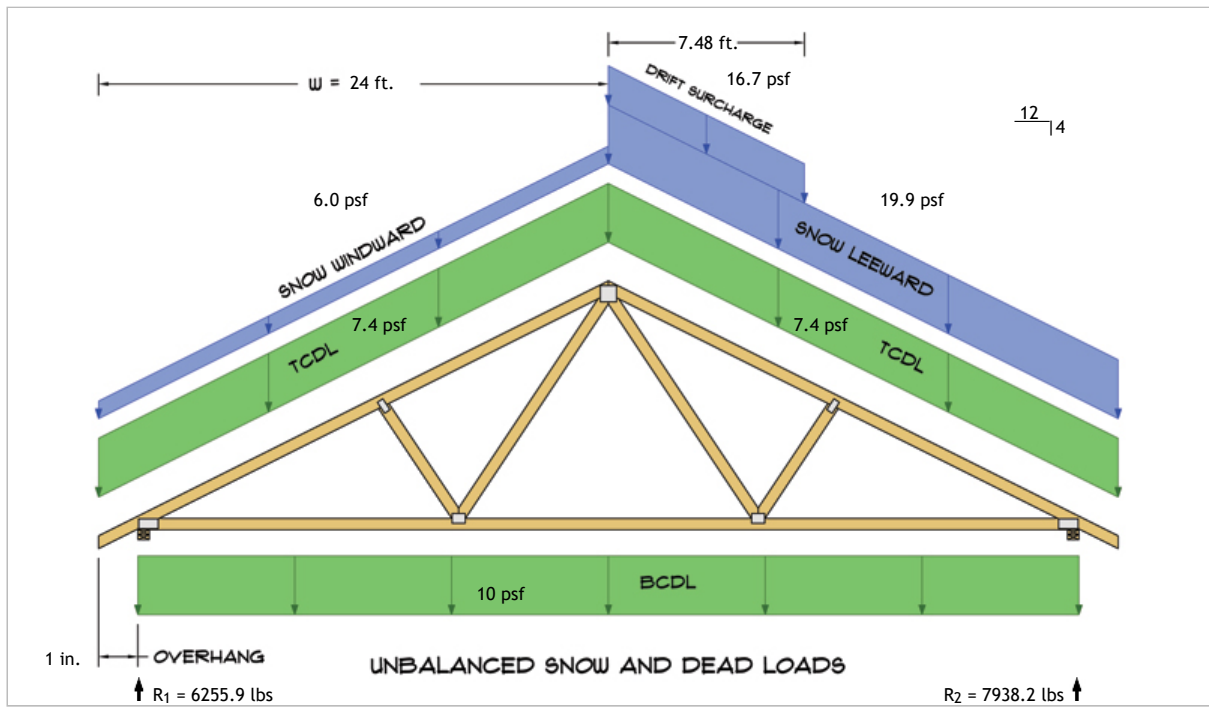 7.48 ft.
DRIFT SURCHARGE
16.7 psf
W = 24 ft.
12
4
6.0 psf
19.9 psf
SNOW WINDWARD
SNOW LEEWARD
7.4 psf
7.4 psf
TCDL
TCDL
10 psf
BCDL
1 in.
OVERHANG
UNBALANCED SNOW AND DEAD LOADS
R1 = 6255.9 lbs
R2 = 7938.2 lbs